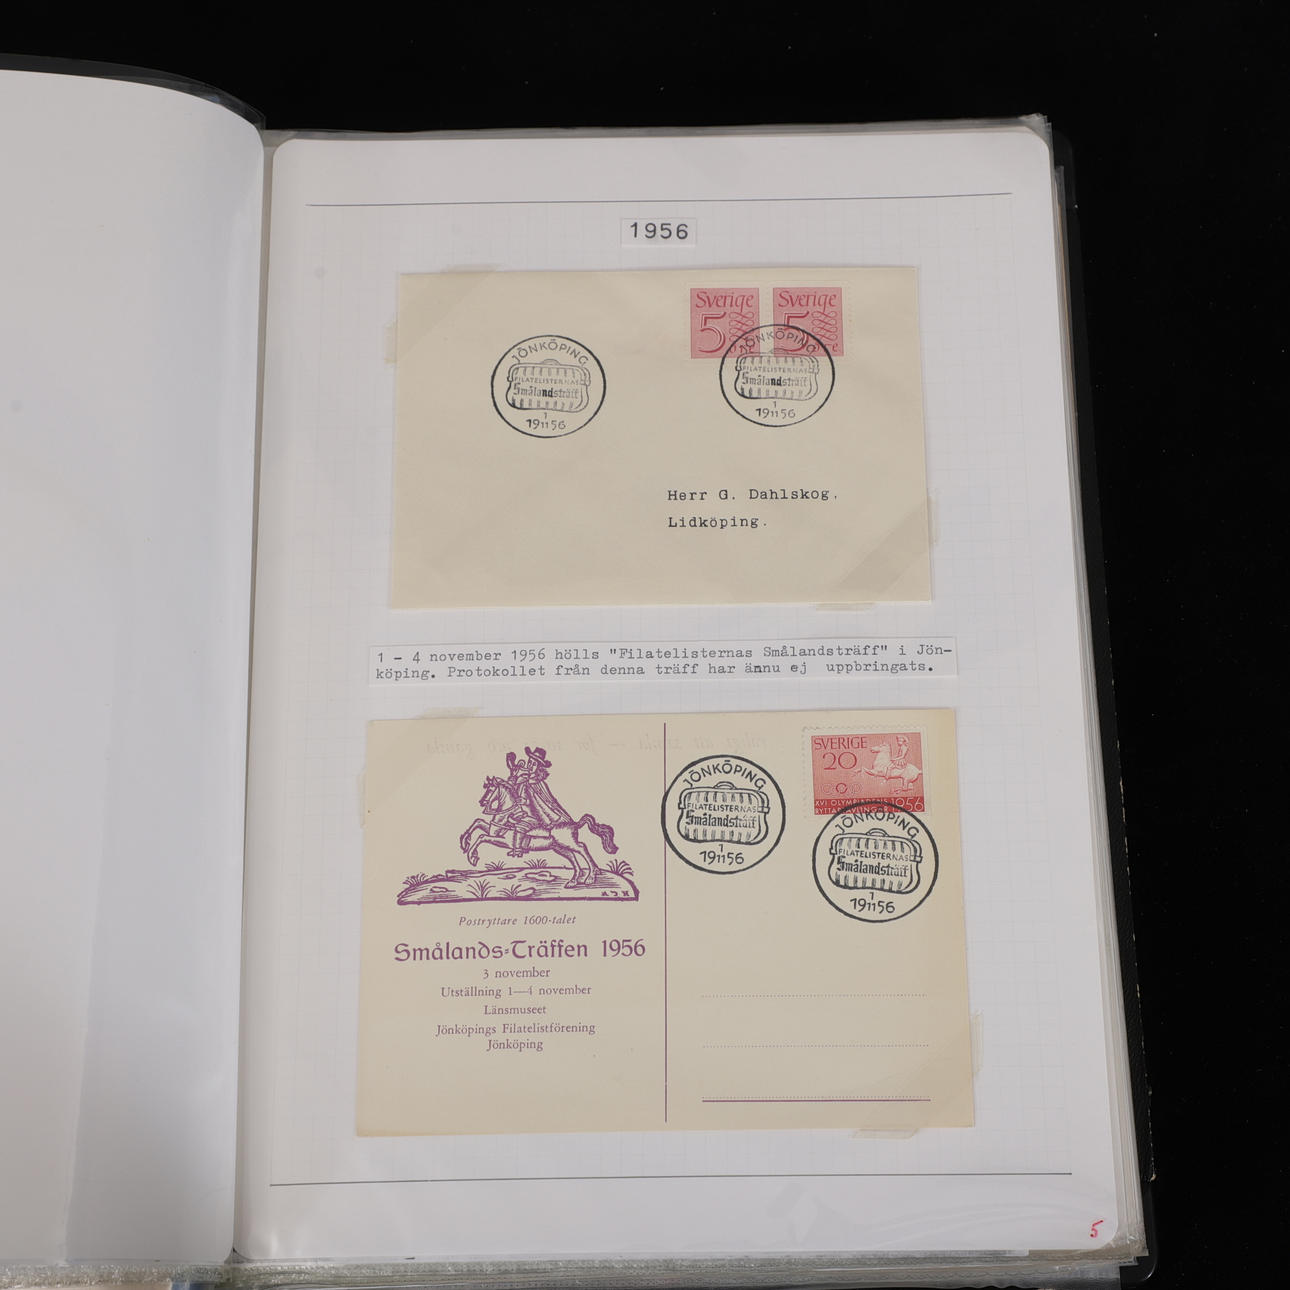 1956
Sverige
5
Sverige
5
öre
JÖNKÖPING
FILATELISTERNAS
Smålandsträff
1
19 11 56
JÖNKÖPING
FILATELISTERNAS
Smålandsträff
1
19 11 56
Herr G. Dahlskog.
Lidköping.
1 - 4 november 1956 hölls "Filatelisternas Smålandsträff" i Jön-
köping. Protokollet från denna träff har ännu ej uppbringats.
SVERIGE
20
XVI OLYMPIADENS 1956
JÖNKÖPING
FILATELISTERNAS
Smålandsträff
1
19 11 56
JÖNKÖPING
FILATELISTERNAS
Smålandsträff
1
19 11 56
Postryttare 1600-talet
Smålands-Träffen 1956
3 november
Utställning 1—4 november
Länsmuseet
Jönköpings Filatelistförening
Jönköping
5